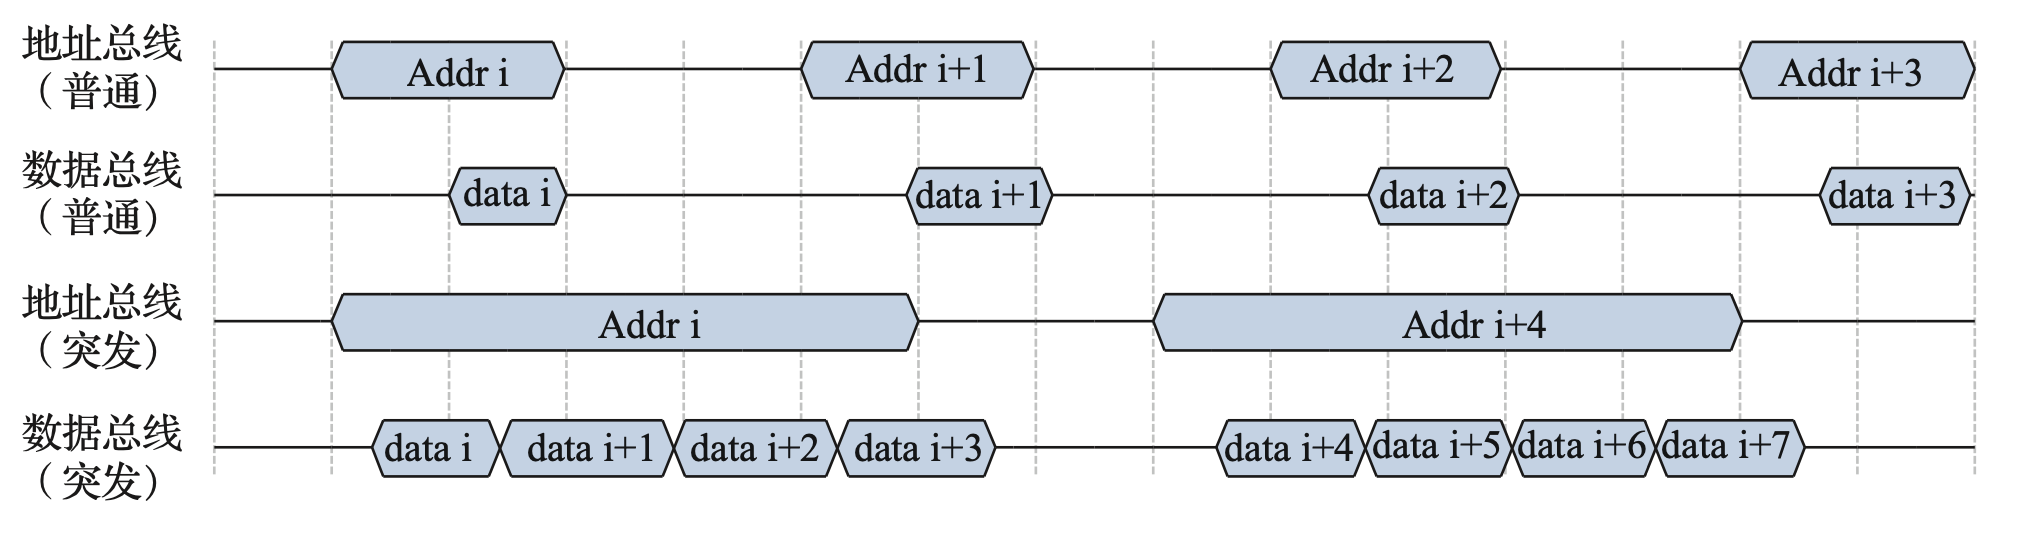 地址总线
（普通）
Addr i
Addr i+1
Addr i+2
Addr i+3
数据总线
（普通）
data i
data i+1
data i+2
data i+3
地址总线
（突发）
Addr i
Addr i+4
数据总线
（突发）
data i
data i+1
data i+2
data i+3
data i+4
data i+5
data i+6
data i+7